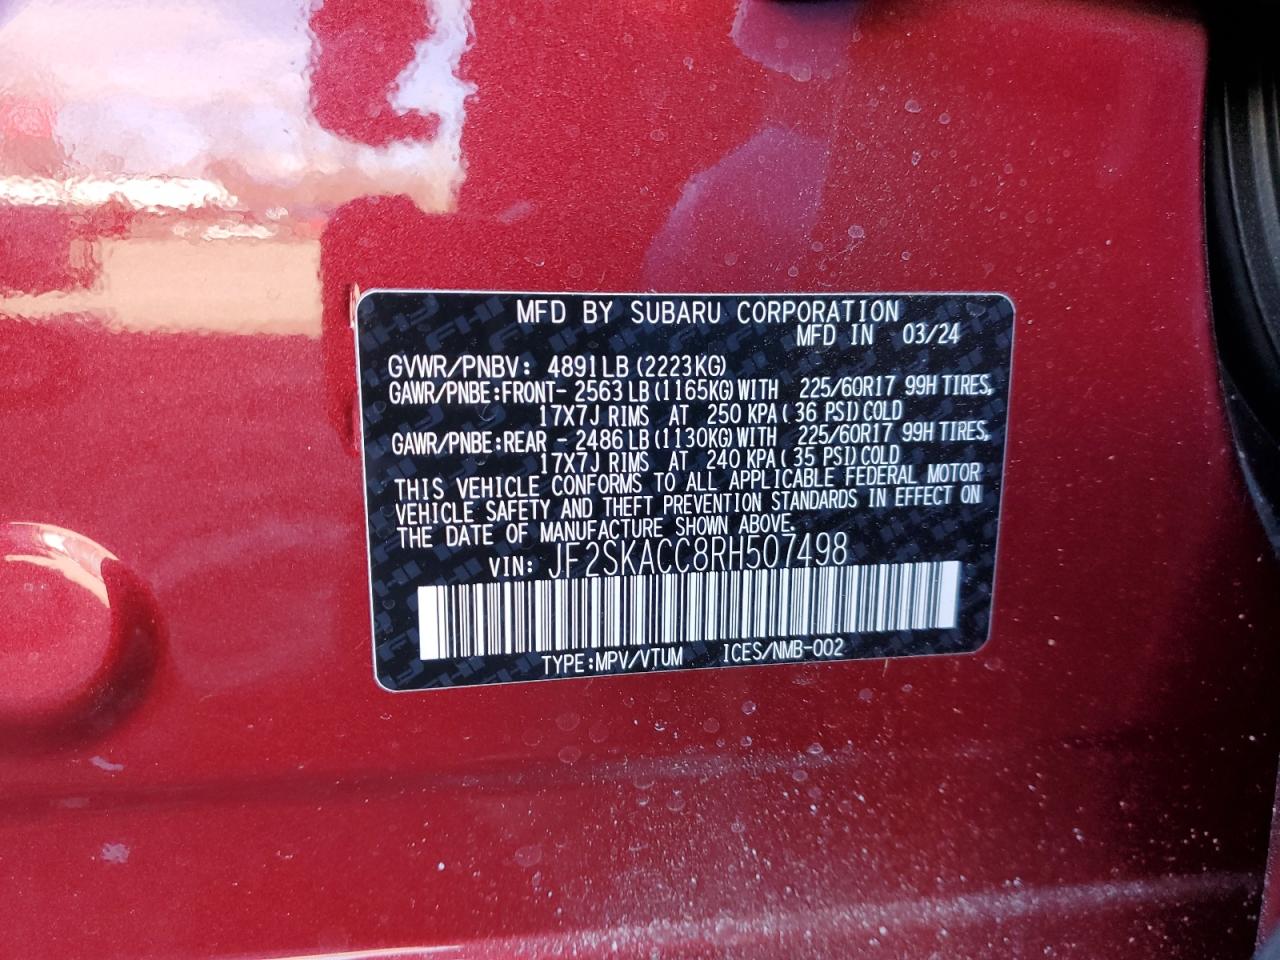 MFD BY SUBARU CORPORATION
MFD IN 03/24
GVWR/PNBV: 4891LB (2223KG)
GAWR/PNBE:FRONT- 2563 LB (1165KG) WITH 225/60R17 99H TIRES,
17X7J RIMS AT 250 KPA ( 36 PSI) COLD
GAWR/PNBE:REAR - 2486 LB (1130KG) WITH 225/60R17 99H TIRES,
17X7J RIMS AT 240 KPA ( 35 PSI) COLD
THIS VEHICLE CONFORMS TO ALL APPLICABLE FEDERAL MOTOR
VEHICLE SAFETY AND THEFT PREVENTION STANDARDS IN EFFECT ON
THE DATE OF MANUFACTURE SHOWN ABOVE.
VIN: JF2SKACC8RH507498
TYPE:MPV/VTUM ICES/NMB-002